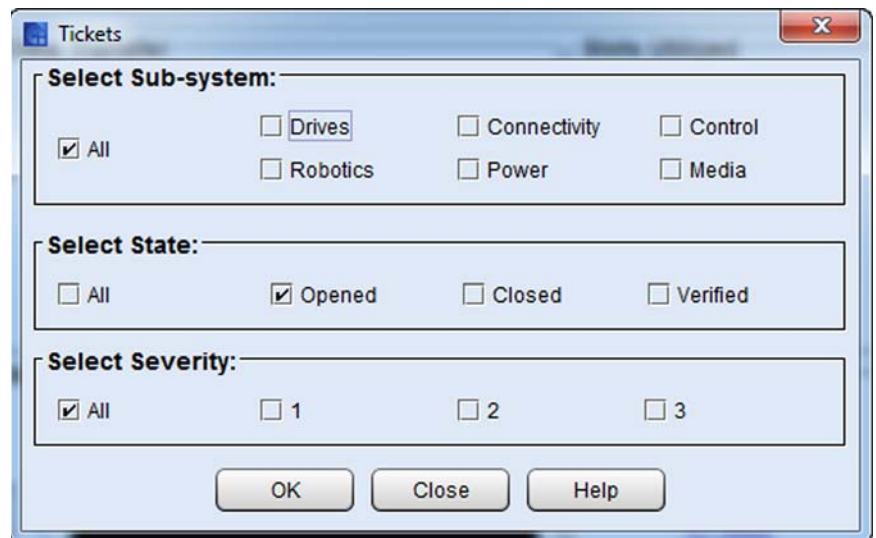 Tickets
Select Sub-system:
All
Drives Connectivity Control
Robotics Power Media
Select State:
All Opened Closed Verified
Select Severity:
All 1 2 3
OK Close Help